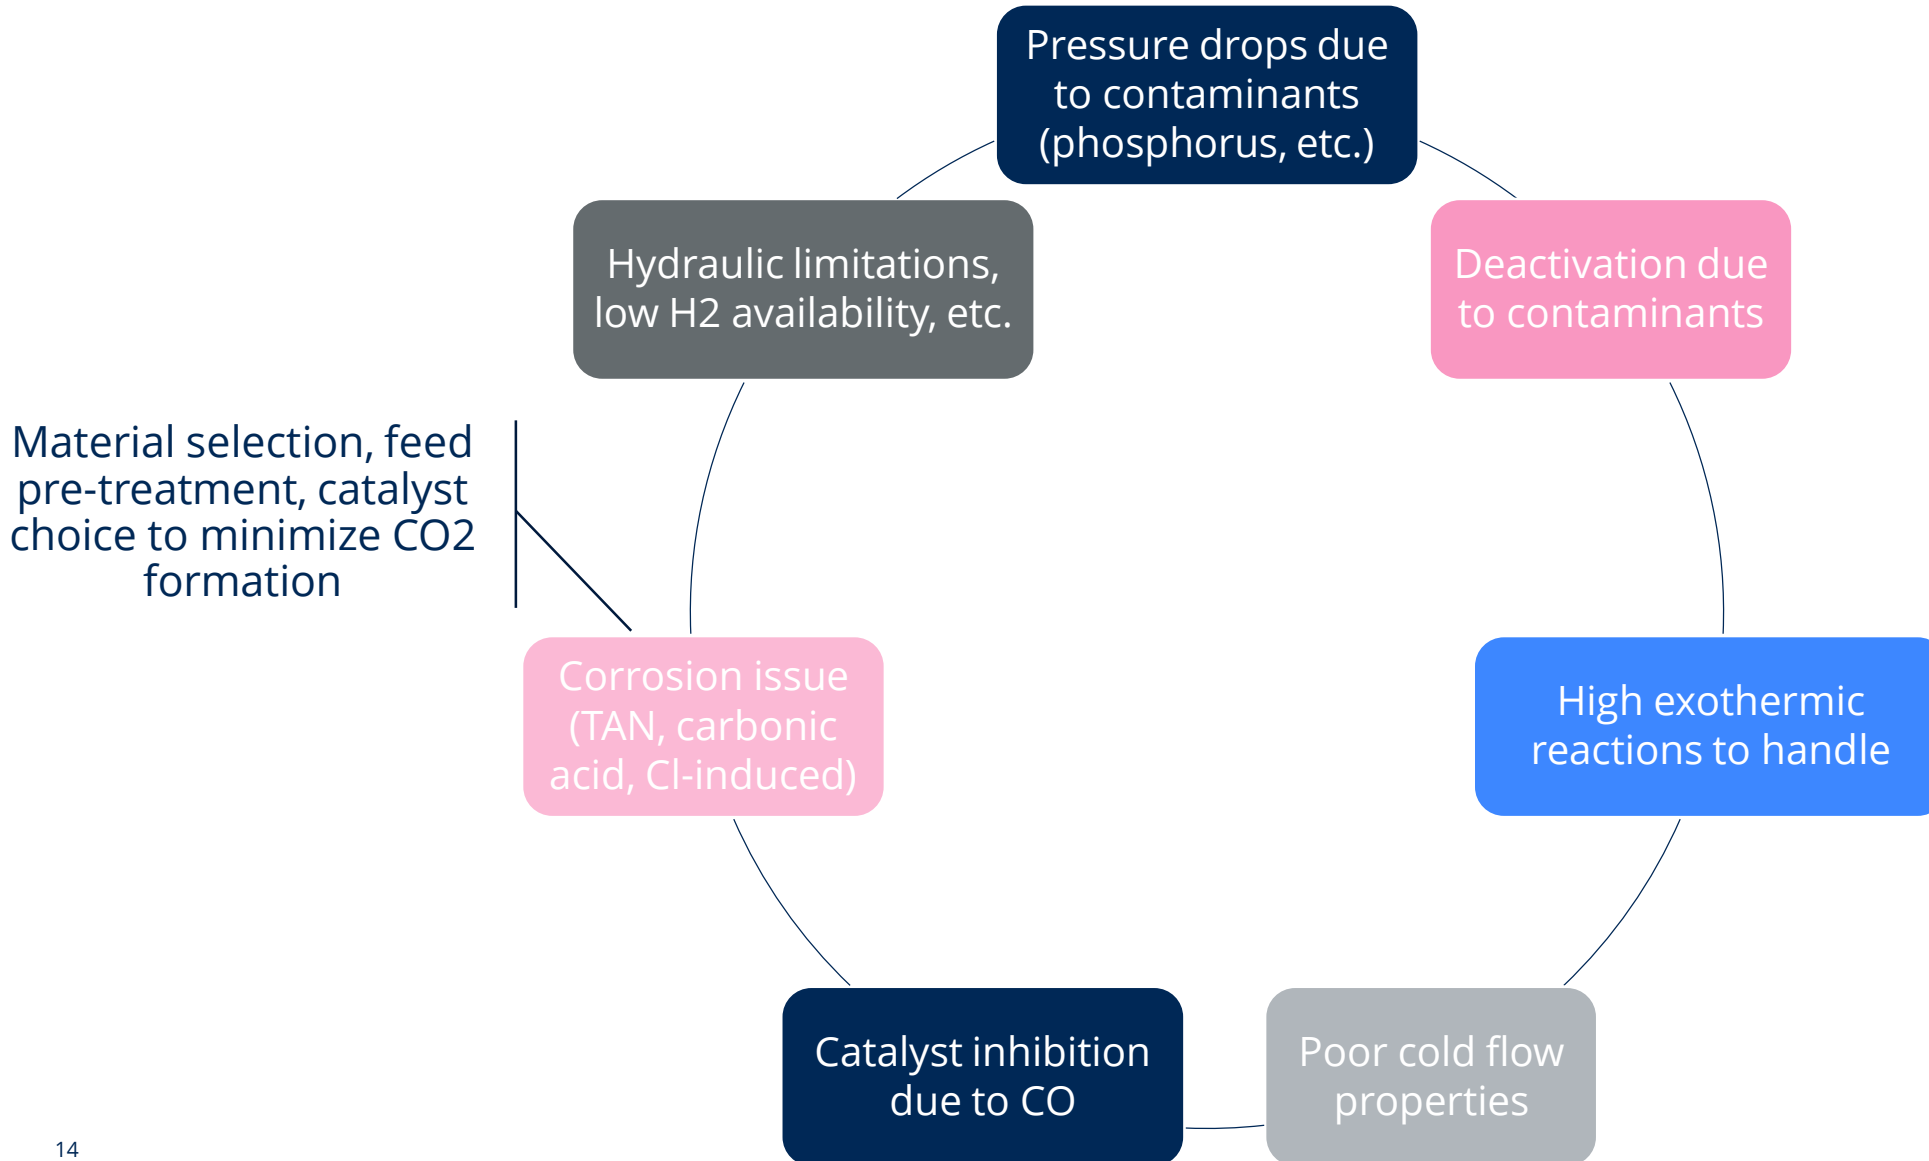 Pressure drops due
to contaminants
(phosphorus, etc.)
Hydraulic limitations,
low H2 availability, etc.
Deactivation due
to contaminants
Material selection, feed
pre-treatment, catalyst
choice to minimize CO2
formation
Corrosion issue
(TAN, carbonic
acid, Cl-induced)
High exothermic
reactions to handle
Catalyst inhibition
due to CO
Poor cold flow
properties
14